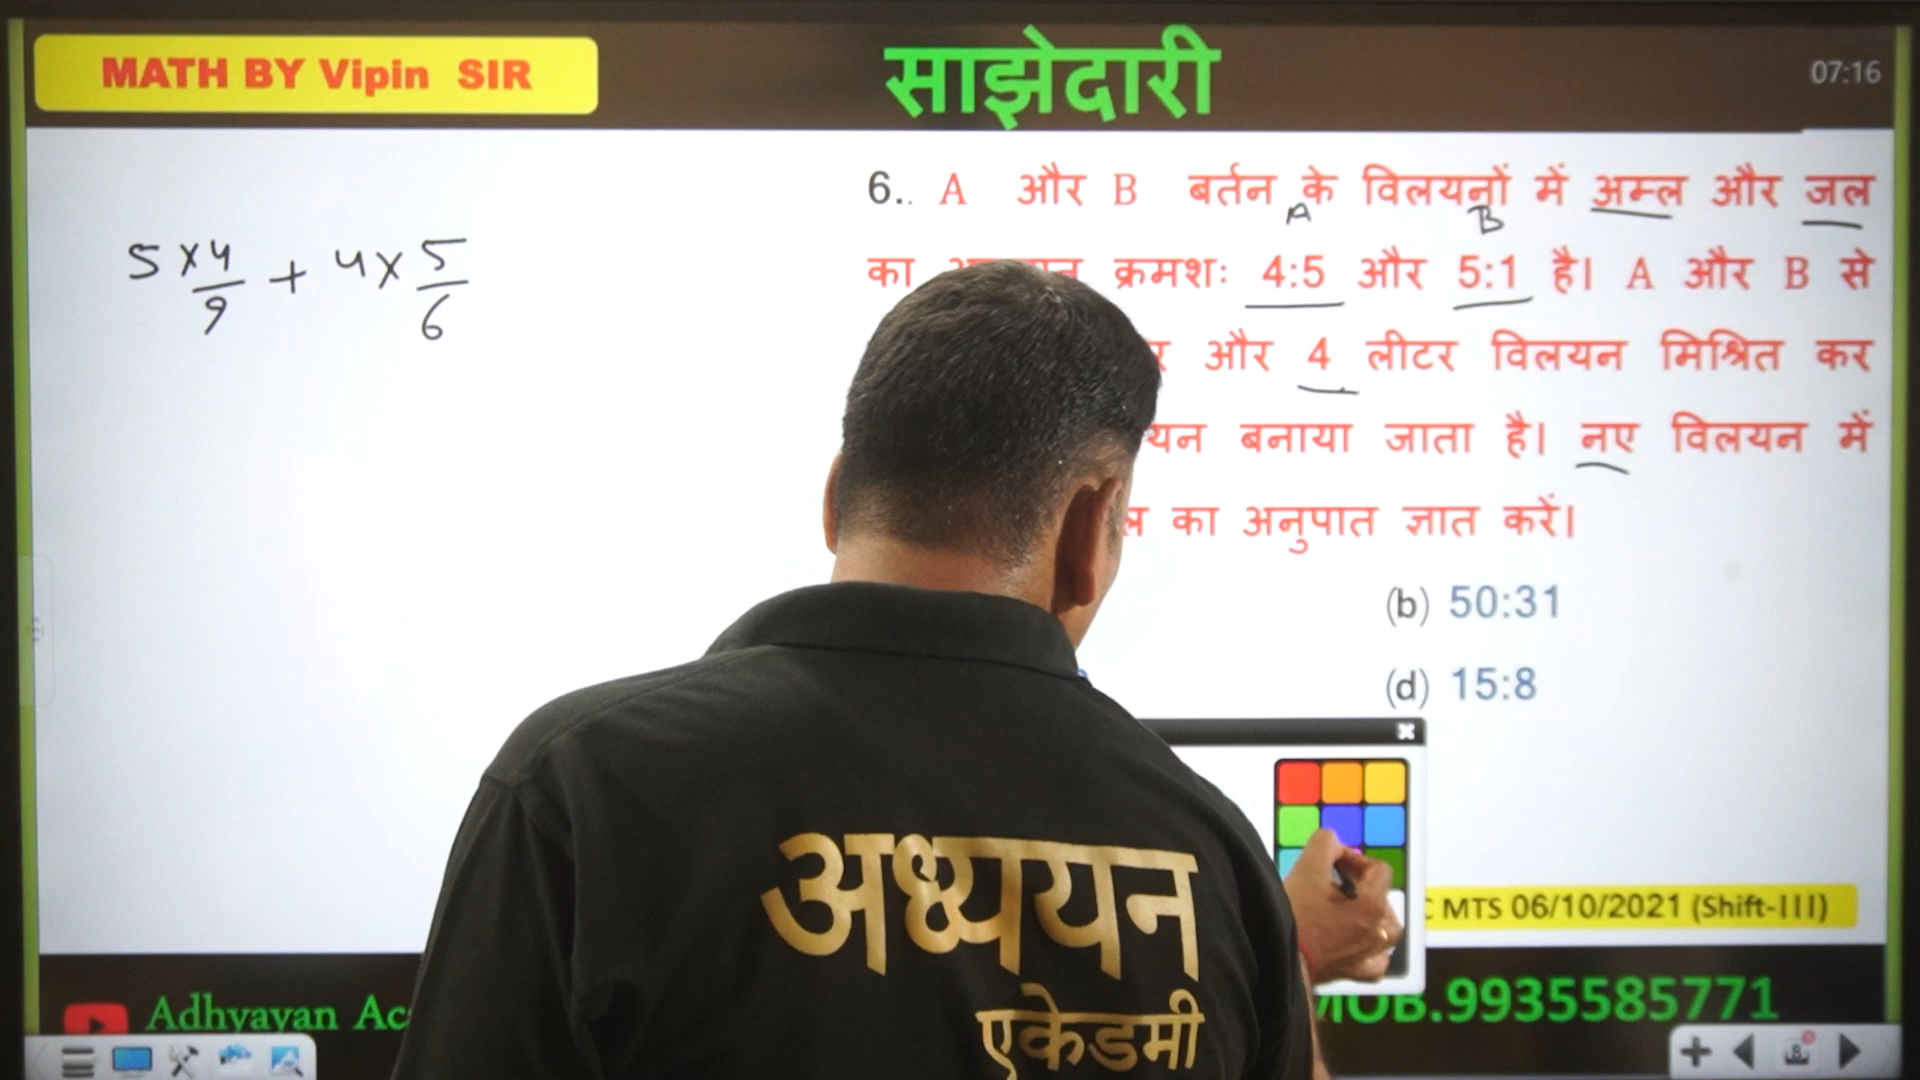 MATH BY Vipin SIR
साझेदारी
07:16
6.. A और B बर्तन के विलयनों में अम्ल और जल
A B
का क्रमशः 4:5 और 5:1 है। A और B से
और 4 लीटर विलयन मिश्रित कर
बनाया जाता है। नए विलयन में
का अनुपात ज्ञात करें।
(b) 50:31
(d) 15:8
5 × 4/9 + 4 × 5/6
MTS 06/10/2021 (Shift-III)
Adhyayan
MOB.9935585771
अध्ययन
एकेडमी